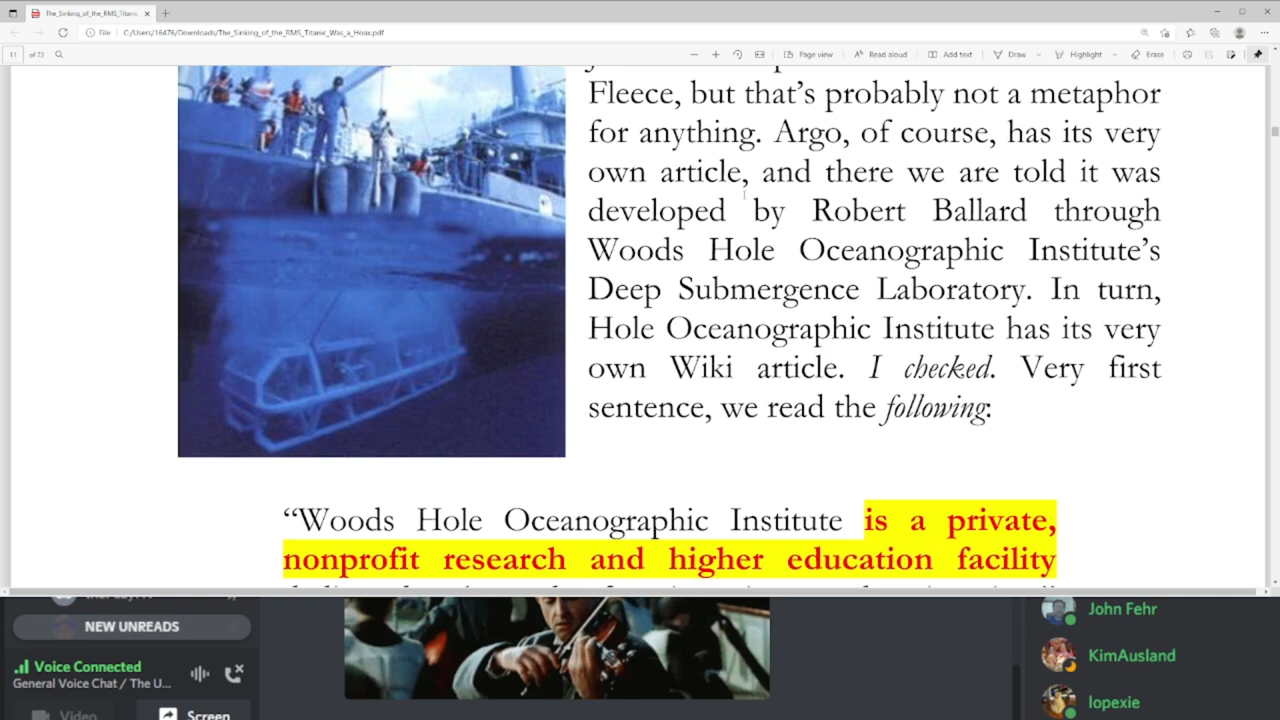 The_Sinking_of_the_RMS_Titanic
File
C:/Users/16476/Downloads/The_Sinking_of_the_RMS_Titanic_Was_a_Hoax.pdf
11 of 73
Page view
Read aloud
Add text
Draw
Highlight
Erase
Fleece, but that’s probably not a metaphor
for anything. Argo, of course, has its very
own article, and there we are told it was
developed by Robert Ballard through
Woods Hole Oceanographic Institute’s
Deep Submergence Laboratory. In turn,
Hole Oceanographic Institute has its very
own Wiki article. I checked. Very first
sentence, we read the following:
“Woods Hole Oceanographic Institute is a private,
nonprofit research and higher education facility
NEW UNREADS
Voice Connected
General Voice Chat / The U...
Video
Screen
John Fehr
KimAusland
lopexie